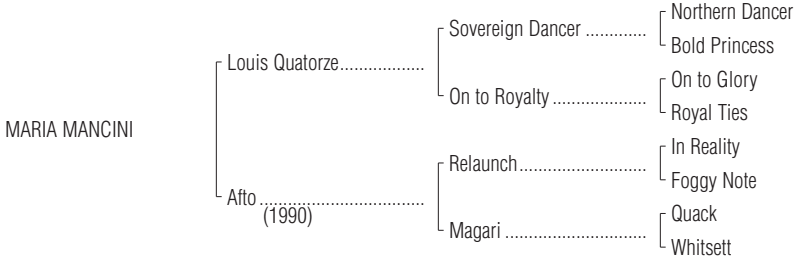 Northern Dancer
Sovereign Dancer .............
Bold Princess
Louis Quatorze..................
On to Glory
On to Royalty ....................
Royal Ties
MARIA MANCINI
In Reality
Relaunch...........................
Foggy Note
Afto ...................................
(1990)
Quack
Magari ..............................
Whitsett